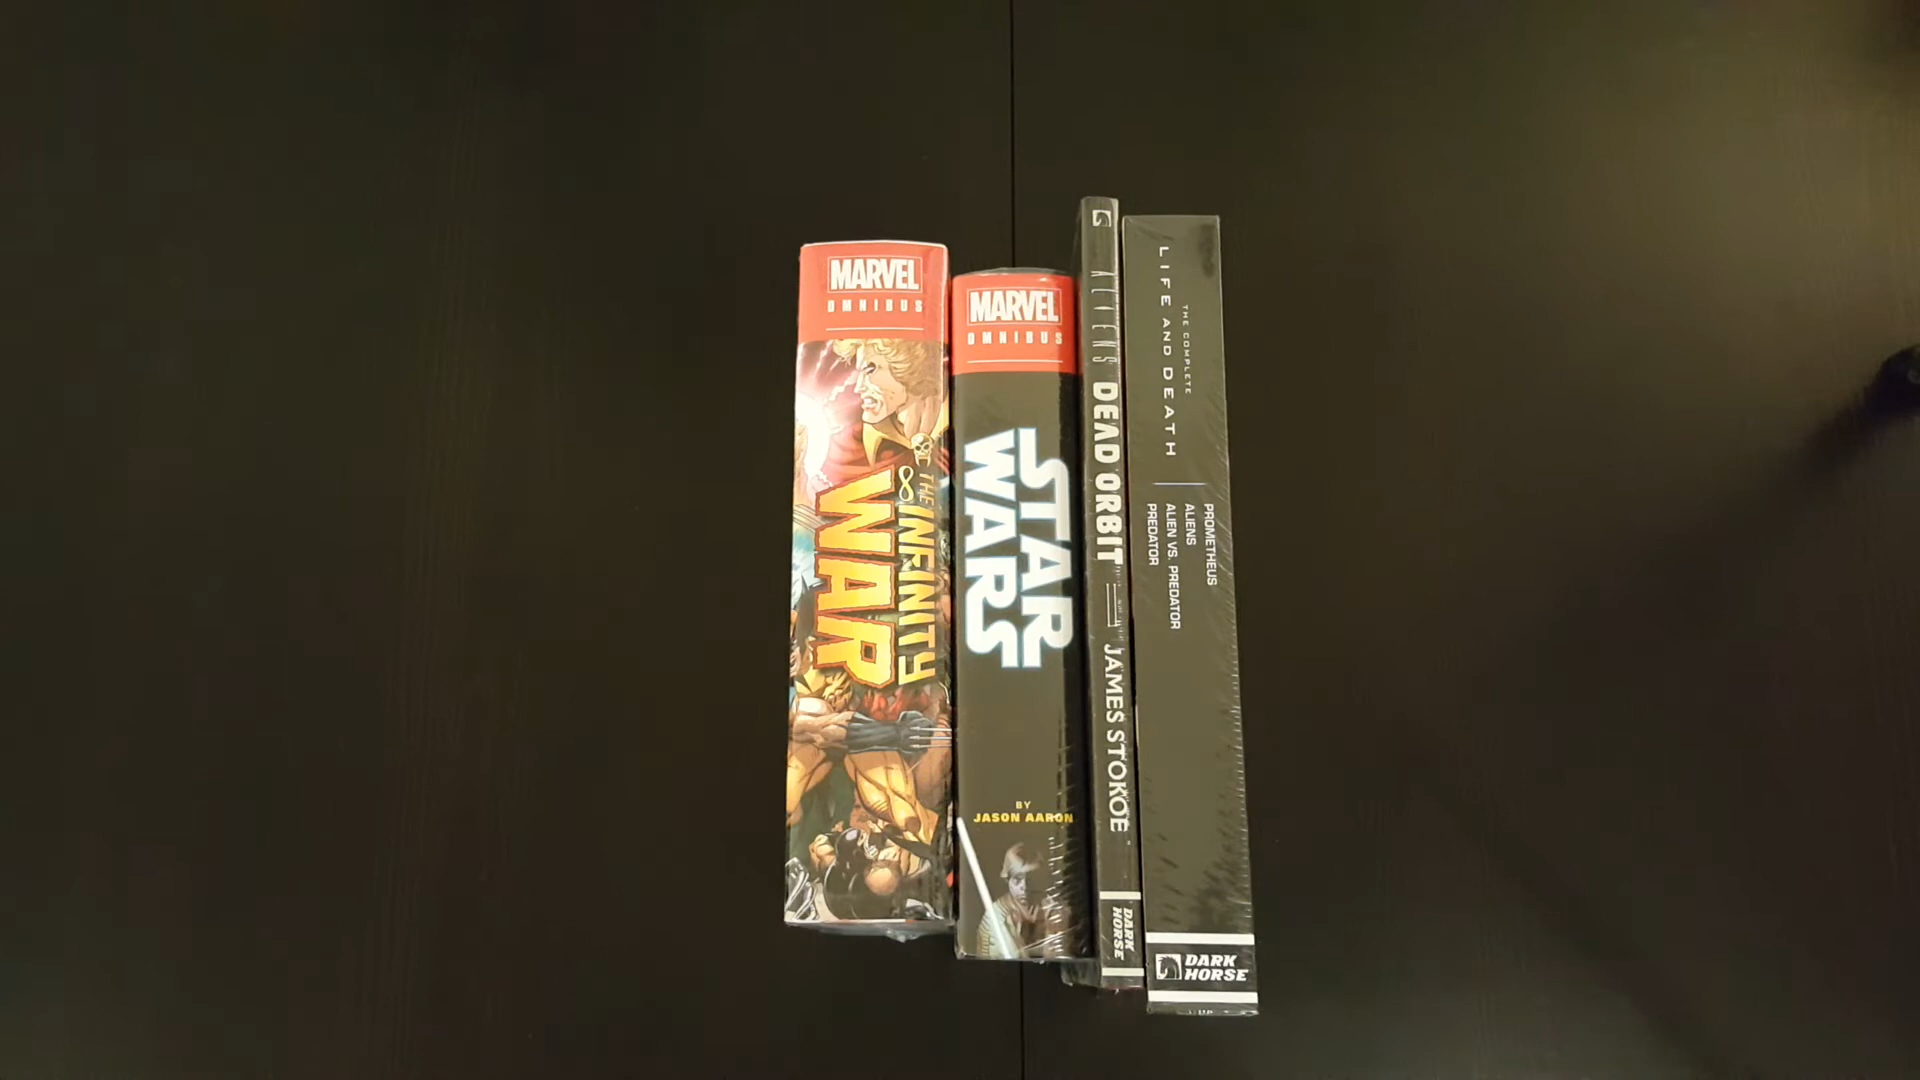 MARVEL
OMNIBUS
THE
INFINITY
WAR
MARVEL
OMNIBUS
STAR
WARS
BY
JASON AARON
ALIENS
DEAD ORBIT
JAMES STOKOE
DARK
HORSE
THE COMPLETE
LIFE AND DEATH
PROMETHEUS
ALIENS
ALIEN VS. PREDATOR
PREDATOR
DARK
HORSE